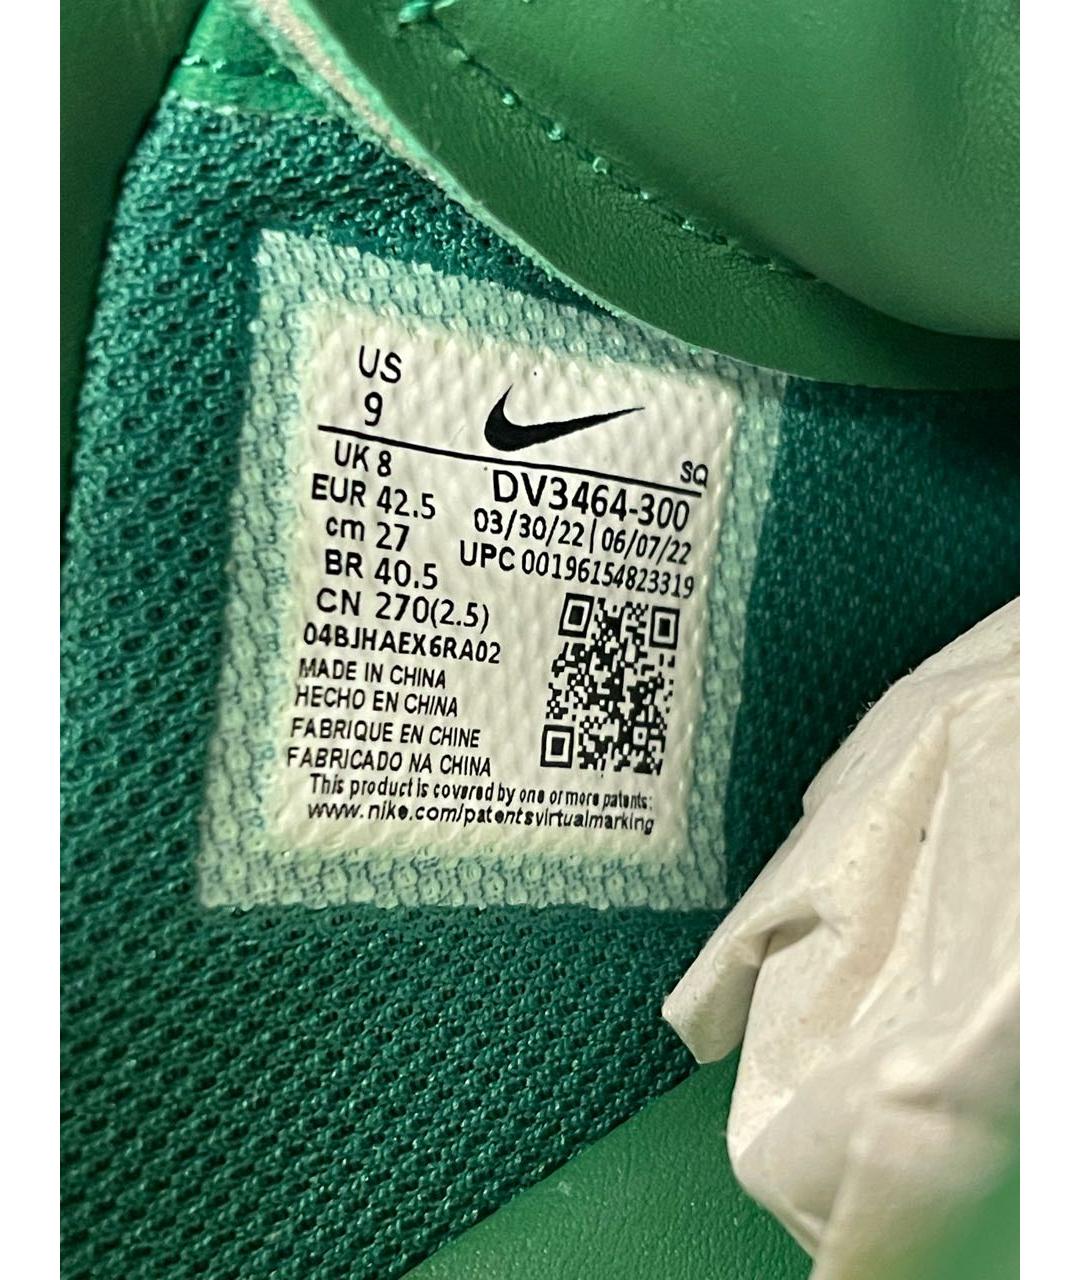 US
9
SQ
UK 8
DV3464-300
EUR 42.5
03/30/22|06/07/22
cm 27
UPC 00196154823319
BR 40.5
CN 270(2.5)
04BJHAEX6RA02
MADE IN CHINA
HECHO EN CHINA
FABRIQUE EN CHINE
FABRICADO NA CHINA
This product is covered by one or more patents:
www.nike.com/patentsvirtualmarking